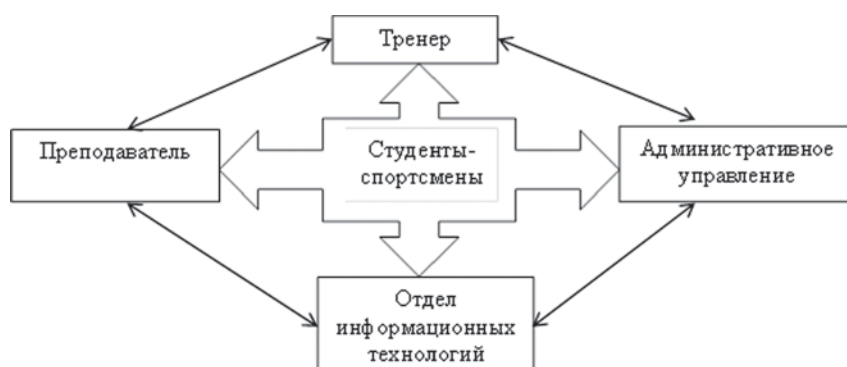 Тренер
Преподаватель
Студенты-
спортсмены
Административное
управление
Отдел
информационных
технологий